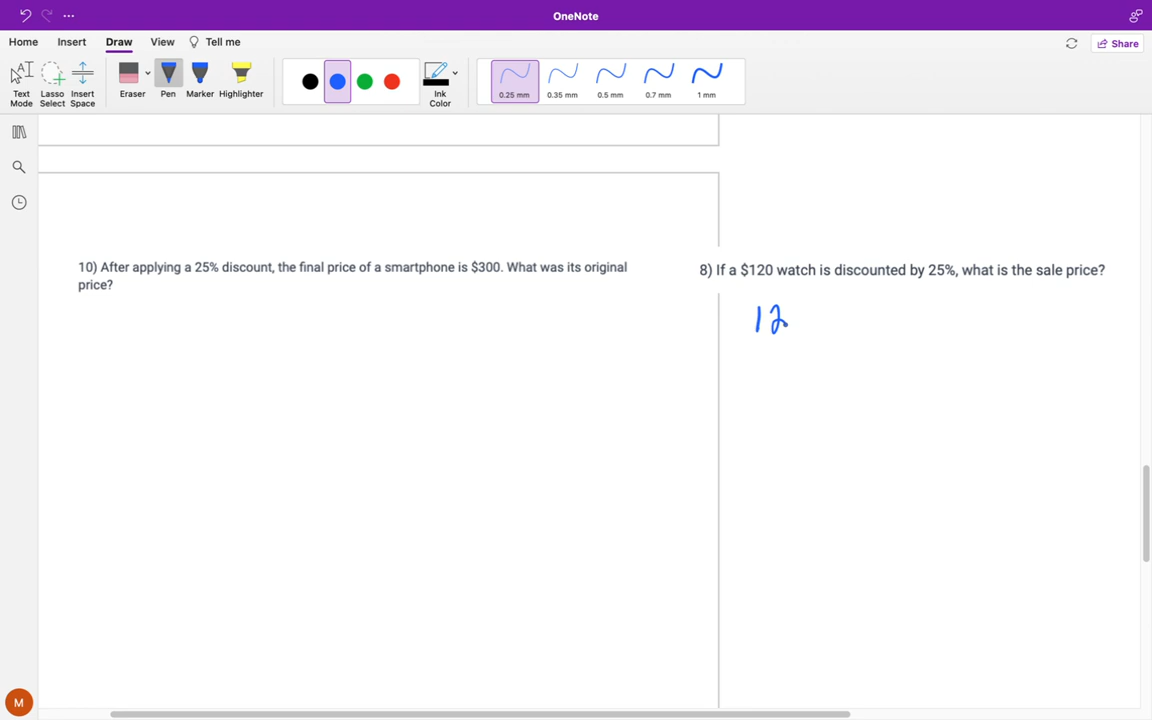 OneNote
Home Insert Draw View Tell me
Share
Text Mode
Lasso Select
Insert Space
Eraser
Pen
Marker
Highlighter
Ink Color
0.25 mm
0.35 mm
0.5 mm
0.7 mm
1 mm
10) After applying a 25% discount, the final price of a smartphone is $300. What was its original
price?
8) If a $120 watch is discounted by 25%, what is the sale price?
12
M